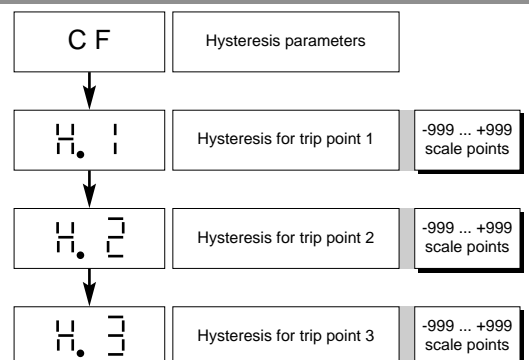 CF
Hysteresis parameters
H. 1
Hysteresis for trip point 1
-999 ... +999
scale points
H. 2
Hysteresis for trip point 2
-999 ... +999
scale points
H. 3
Hysteresis for trip point 3
-999 ... +999
scale points